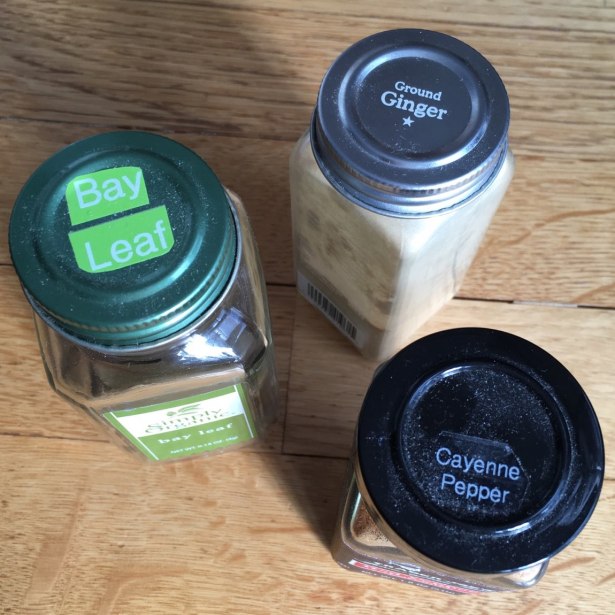 Ground
Ginger
Bay
Leaf
Simply
Organic
bay leaf
Cayenne
Pepper